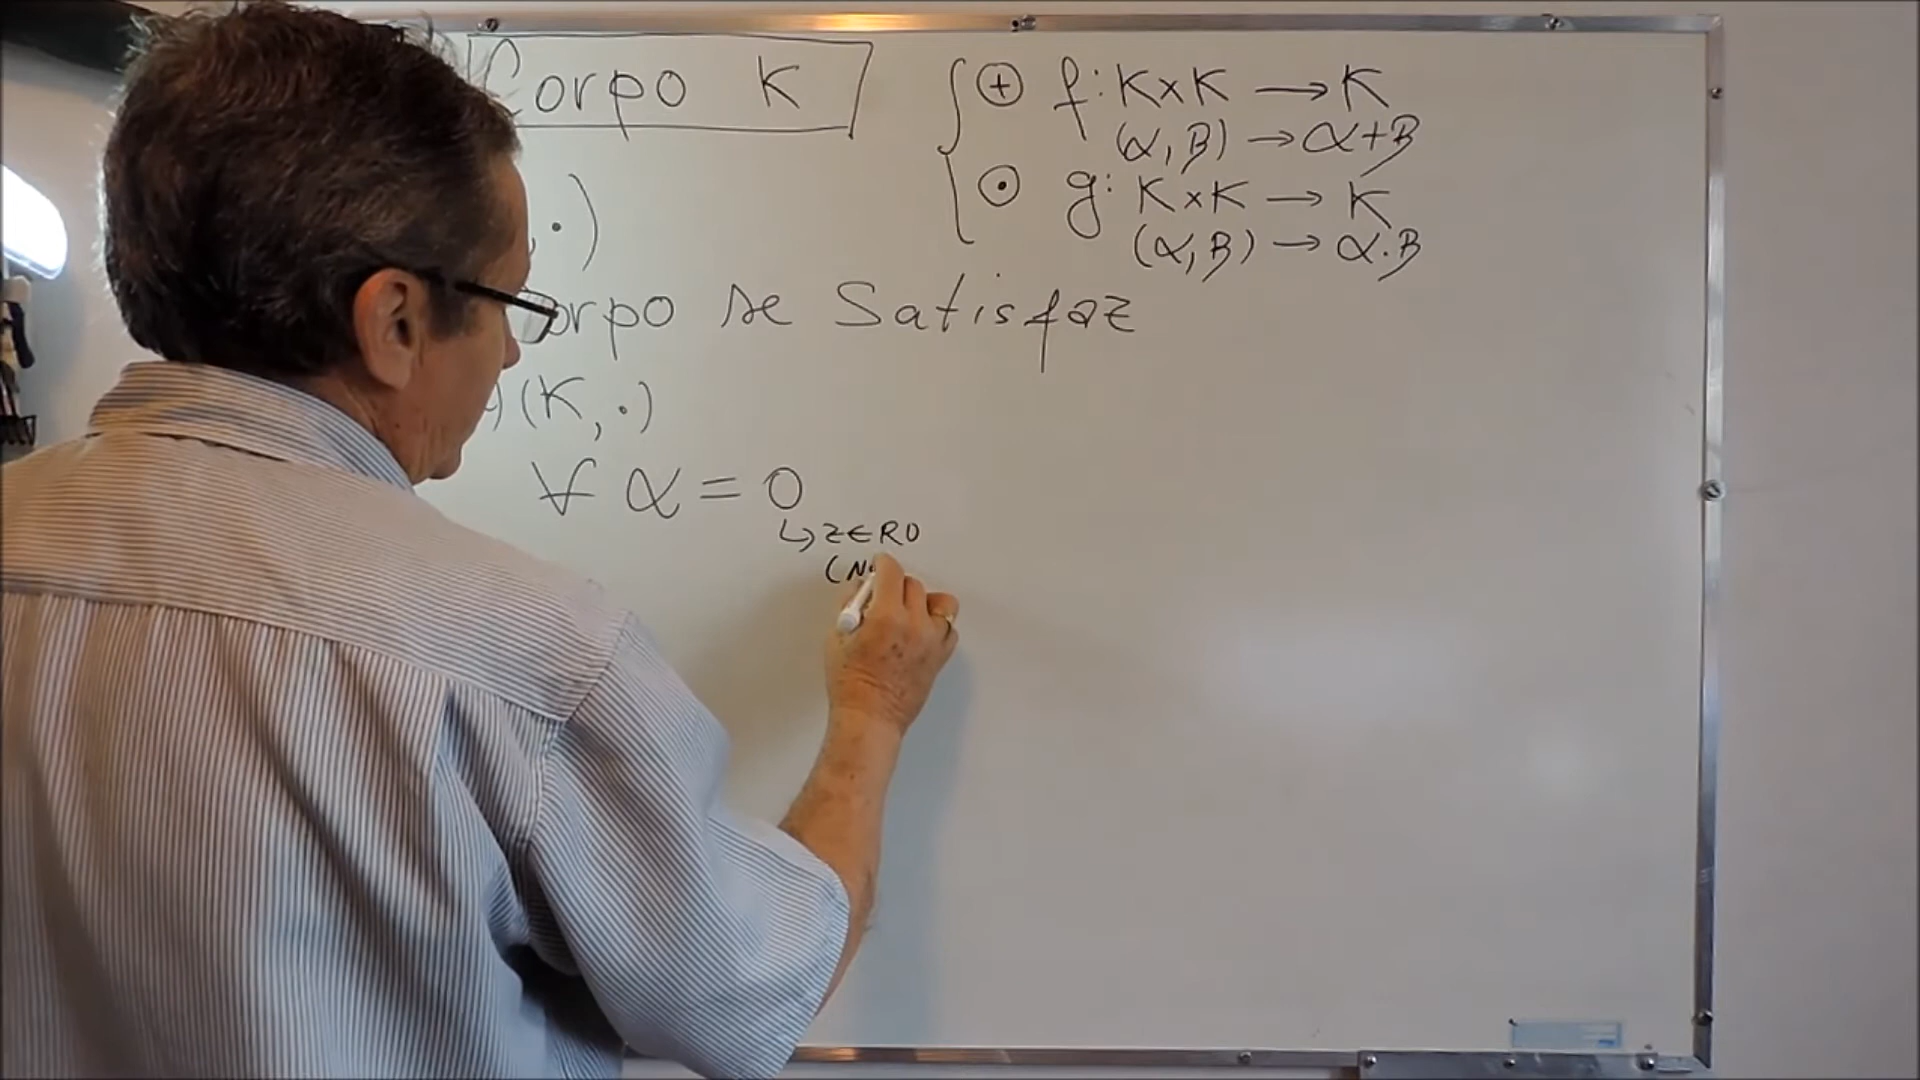 Corpo K
⊕ f: K×K → K
(α, β) → α+β
⊙ g: K×K → K
(α, β) → α.β
, ·)
orpo se Satisfaz
) (K, ·)
∀ α = 0
↳ ZERO
(N